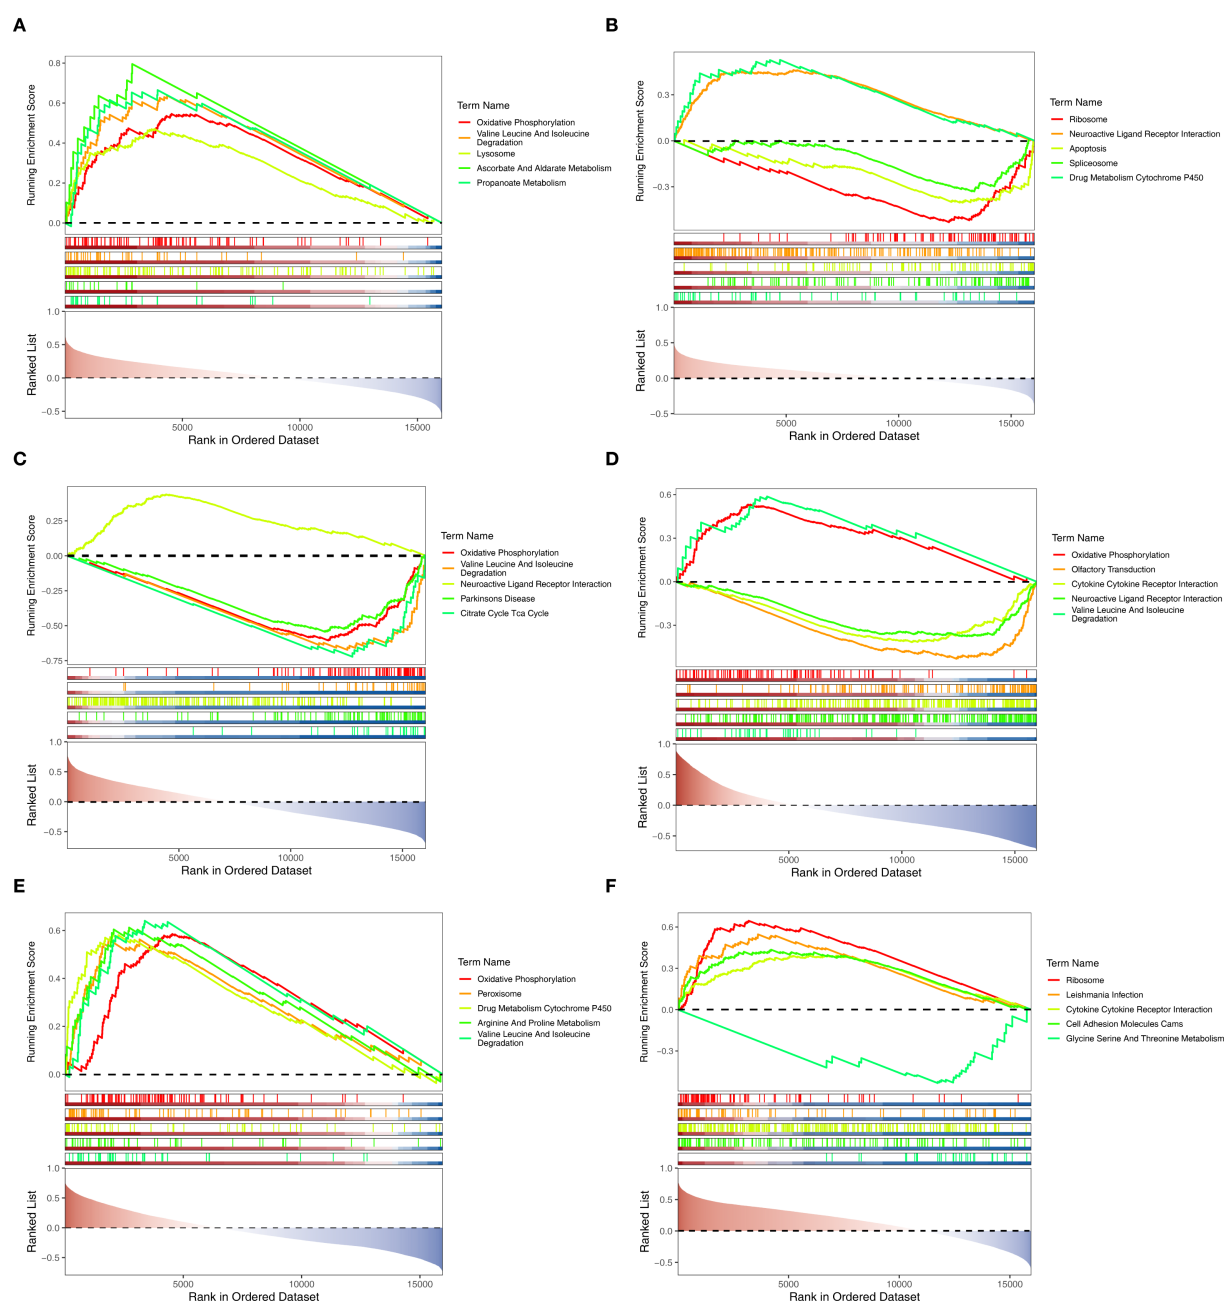 A
Running Enrichment Score
0.8
0.6
0.4
0.2
0.0
Term Name
Oxidative Phosphorylation
Valine Leucine And Isoleucine
Degradation
Lysosome
Ascorbate And Aldarate Metabolism
Propanoate Metabolism
Ranked List
1.0
0.5
0.0
−0.5
5000
10000
15000
Rank in Ordered Dataset
B
Running Enrichment Score
0.3
0.0
−0.3
Term Name
Ribosome
Neuroactive Ligand Receptor Interaction
Apoptosis
Spliceosome
Drug Metabolism Cytochrome P450
Ranked List
1.0
0.5
0.0
−0.5
5000
10000
15000
Rank in Ordered Dataset
C
Running Enrichment Score
0.25
0.00
−0.25
−0.50
−0.75
Term Name
Oxidative Phosphorylation
Valine Leucine And Isoleucine
Degradation
Neuroactive Ligand Receptor Interaction
Parkinsons Disease
Citrate Cycle Tca Cycle
Ranked List
1.0
0.5
0.0
−0.5
5000
10000
15000
Rank in Ordered Dataset
D
Running Enrichment Score
0.6
0.3
0.0
−0.3
Term Name
Oxidative Phosphorylation
Olfactory Transduction
Cytokine Cytokine Receptor Interaction
Neuroactive Ligand Receptor Interaction
Valine Leucine And Isoleucine
Degradation
Ranked List
1.0
0.5
0.0
−0.5
5000
10000
15000
Rank in Ordered Dataset
E
Running Enrichment Score
0.6
0.4
0.2
0.0
Term Name
Oxidative Phosphorylation
Peroxisome
Drug Metabolism Cytochrome P450
Arginine And Proline Metabolism
Valine Leucine And Isoleucine
Degradation
Ranked List
1.0
0.5
0.0
−0.5
5000
10000
15000
Rank in Ordered Dataset
F
Running Enrichment Score
0.6
0.3
0.0
−0.3
Term Name
Ribosome
Leishmania Infection
Cytokine Cytokine Receptor Interaction
Cell Adhesion Molecules Cams
Glycine Serine And Threonine Metabolism
Ranked List
1.0
0.5
0.0
−0.5
5000
10000
15000
Rank in Ordered Dataset